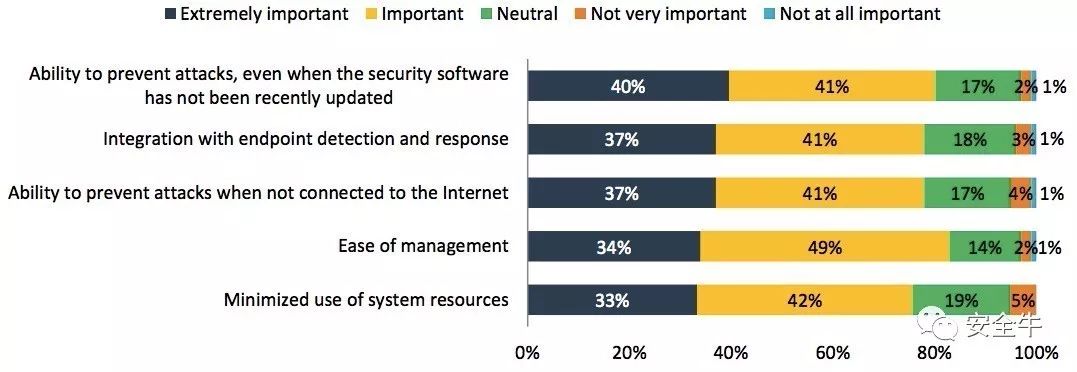 Extremely important Important Neutral Not very important Not at all important
Ability to prevent attacks, even when the security software
has not been recently updated
40% 41% 17% 2% 1%
Integration with endpoint detection and response
37% 41% 18% 3% 1%
Ability to prevent attacks when not connected to the Internet
37% 41% 17% 4% 1%
Ease of management
34% 49% 14% 2% 1%
Minimized use of system resources
33% 42% 19% 5%
安全牛
0% 20% 40% 60% 80% 100%